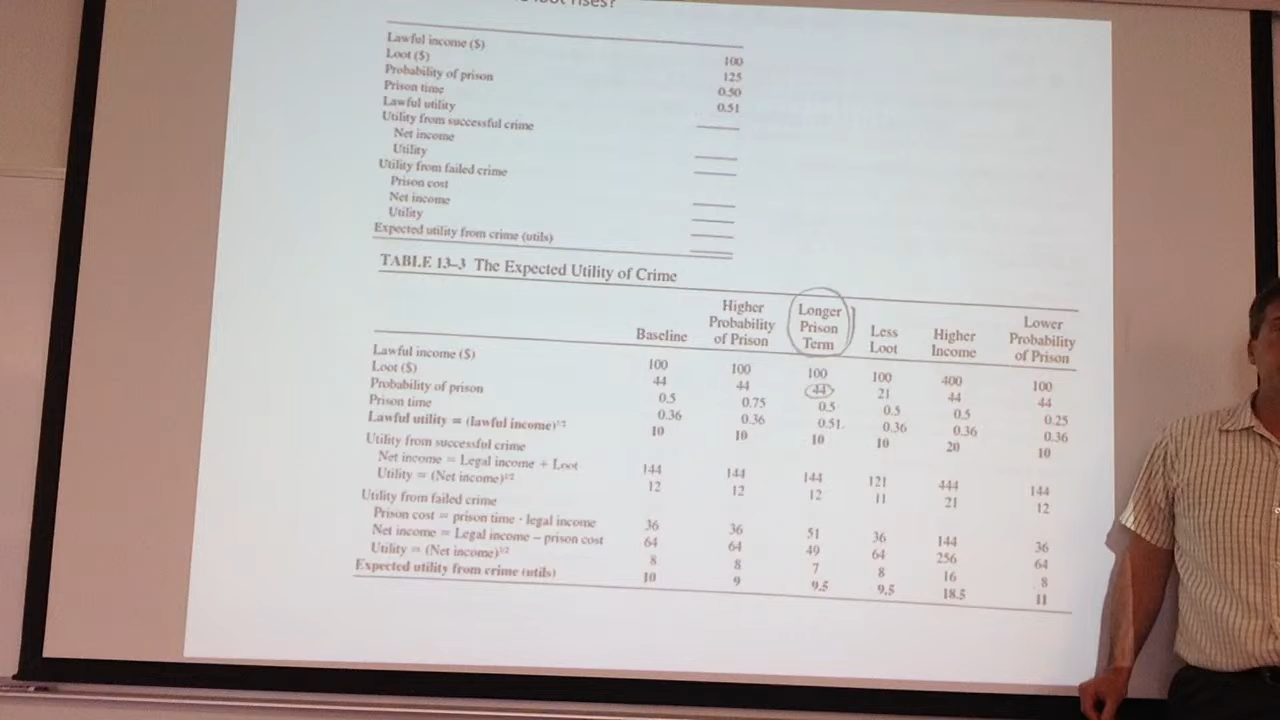 loot rises?
Lawful income ($) 100
Loot ($) 125
Probability of prison 0.50
Prison time 0.51
Lawful utility
Utility from successful crime
Net income
Utility
Utility from failed crime
Prison cost
Net income
Utility
Expected utility from crime (utils)
TABLE 13–3 The Expected Utility of Crime
Baseline Higher Probability of Prison Longer Prison Term Less Loot Higher Income Lower Probability of Prison
Lawful income ($) 100 100 100 100 400 100
Loot ($) 44 44 44 21 44 44
Probability of prison 0.5 0.75 0.5 0.5 0.5 0.25
Prison time 0.36 0.36 0.51 0.36 0.36 0.36
Lawful utility = (lawful income)1/2 10 10 10 10 20 10
Utility from successful crime
Net income = Legal income + Loot 144 144 144 121 444 144
Utility = (Net income)1/2 12 12 12 11 21 12
Utility from failed crime
Prison cost = prison time · legal income 36 36 51 36 144 36
Net income = Legal income – prison cost 64 64 49 64 256 64
Utility = (Net income)1/2 8 8 7 8 16 8
Expected utility from crime (utils) 10 9 9.5 9.5 18.5 11